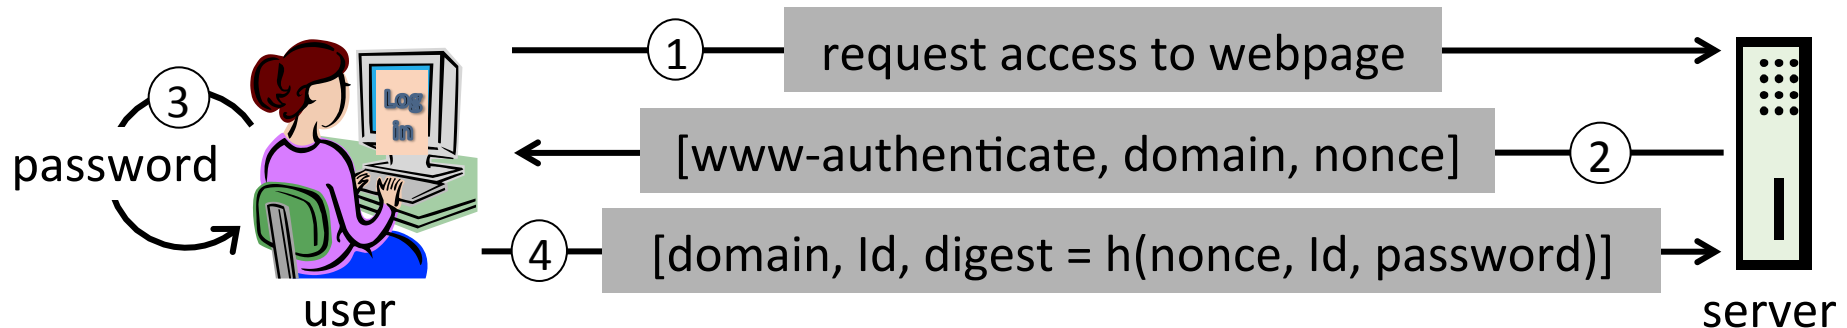 1
request access to webpage
3
Log
in
[www-authenticate, domain, nonce]
2
password
4
[domain, Id, digest = h(nonce, Id, password)]
user
server